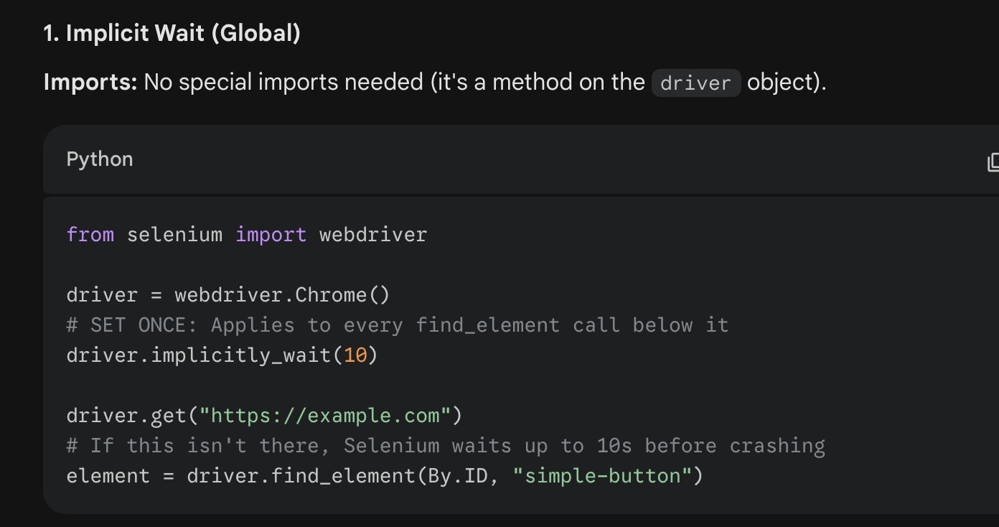 1. Implicit Wait (Global)
Imports: No special imports needed (it's a method on the driver object).
Python
from selenium import webdriver
driver = webdriver.Chrome()
# SET ONCE: Applies to every find_element call below it
driver.implicitly_wait(10)
driver.get("https://example.com")
# If this isn't there, Selenium waits up to 10s before crashing
element = driver.find_element(By.ID, "simple-button")